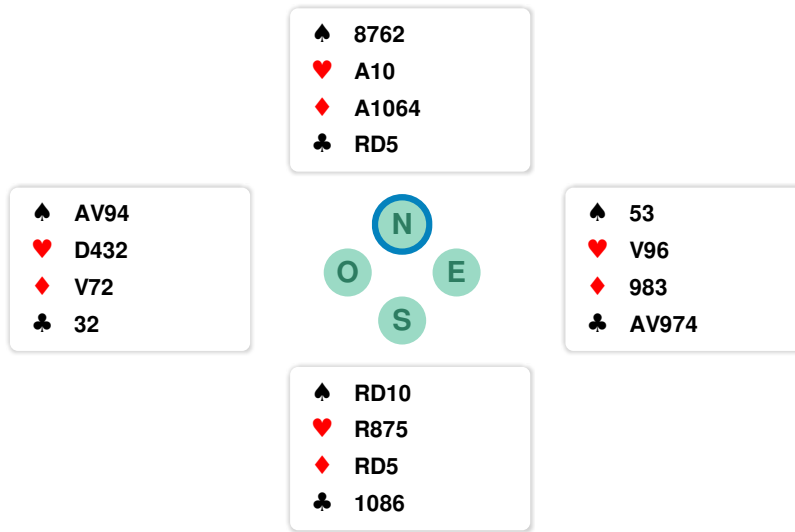 ♠ 8762
♥ A10
♦ A1064
♣ RD5
♠ AV94
♥ D432
♦ V72
♣ 32
N
O
E
S
♠ 53
♥ V96
♦ 983
♣ AV974
♠ RD10
♥ R875
♦ RD5
♣ 1086